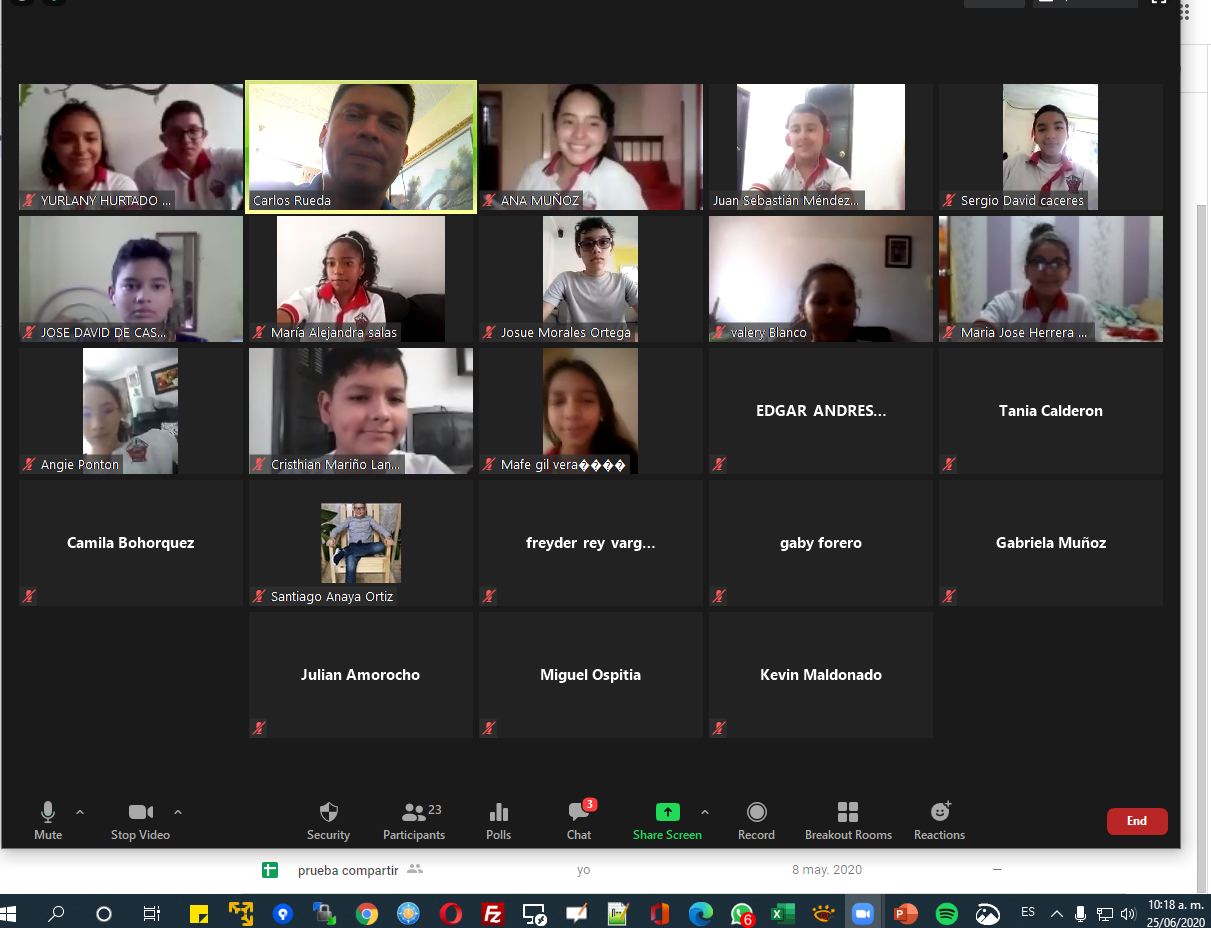 YURLANY HURTADO ...
Carlos Rueda
ANA MUÑOZ
Juan Sebastián Méndez...
Sergio David caceres
JOSE DAVID DE CAS...
María Alejandra salas
Josue Morales Ortega
valery Blanco
Maria Jose Herrera ...
Angie Ponton
Cristhian Mariño Lan...
Mafe gil vera����
EDGAR ANDRES...
Tania Calderon
Camila Bohorquez
Santiago Anaya Ortiz
freyder rey varg...
gaby forero
Gabriela Muñoz
Julian Amorocho
Miguel Ospitia
Kevin Maldonado
Mute
Stop Video
Security
Participants 23
Polls
Chat 3
Share Screen
Record
Breakout Rooms
Reactions
End
prueba compartir yo 8 may. 2020 —
6
ES
10:18 a. m.
25/06/2020